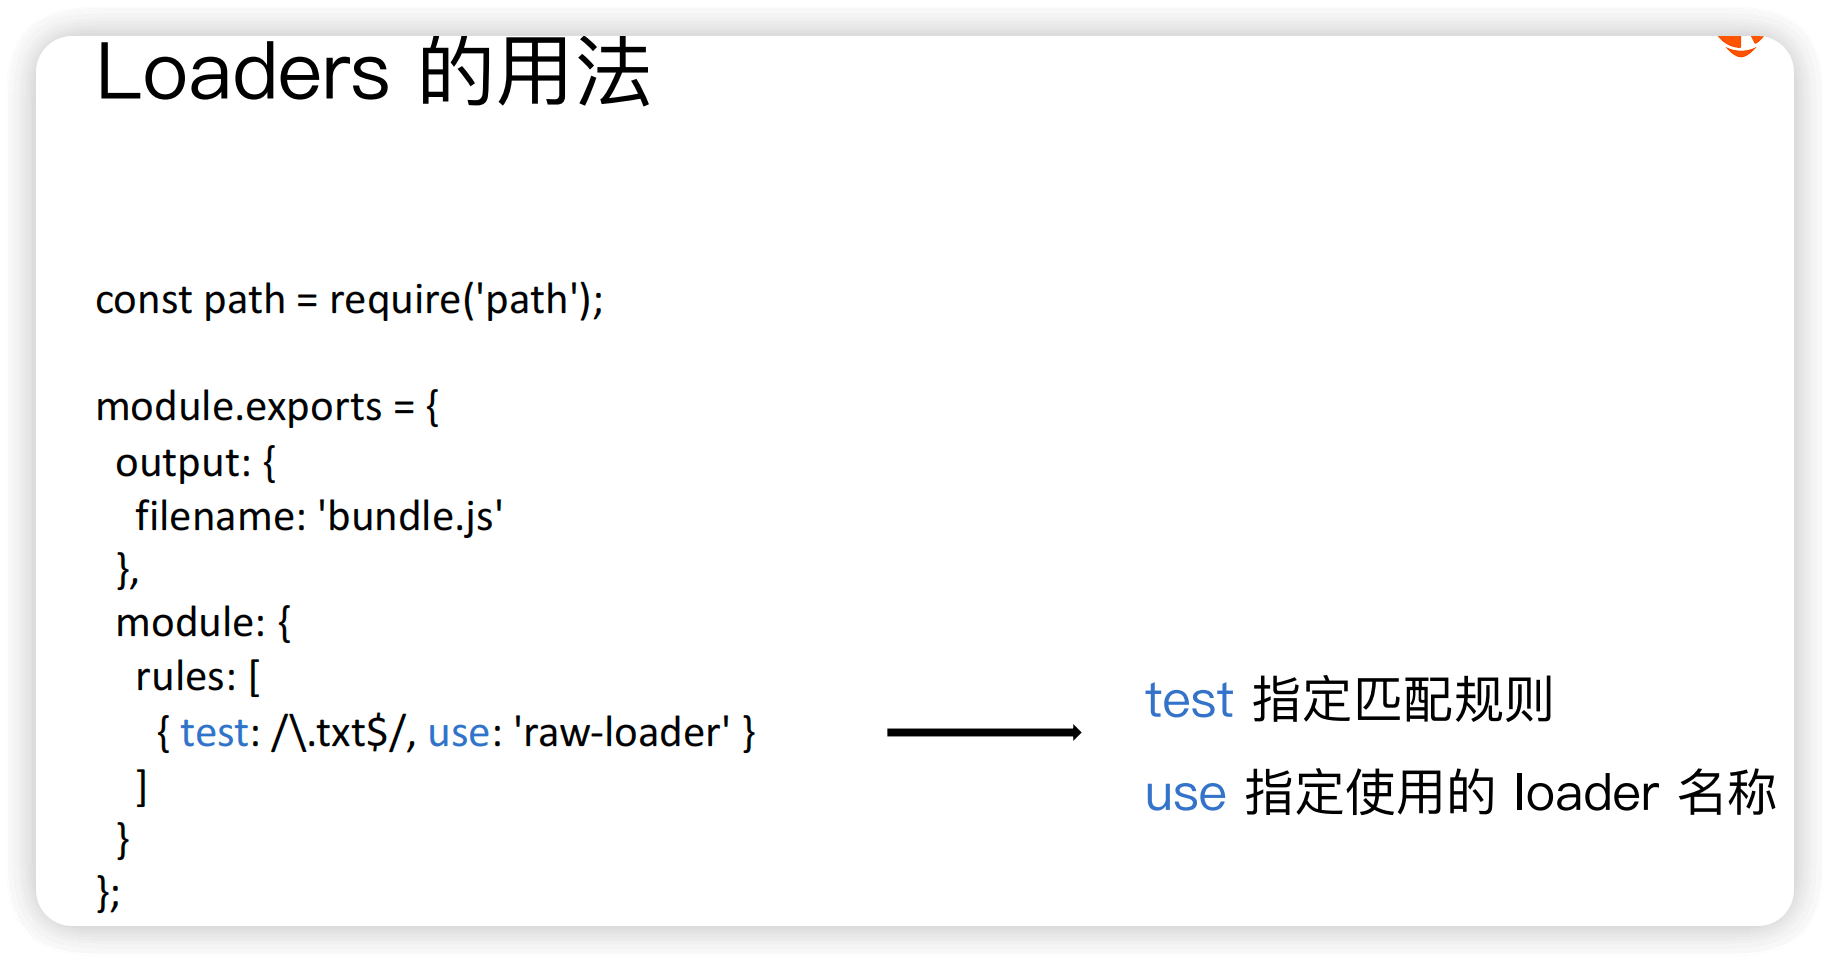 Loaders 的用法
const path = require('path');
module.exports = {
output: {
filename: 'bundle.js'
},
module: {
rules: [
{ test: /\.txt$/, use: 'raw-loader' }
]
}
};
test 指定匹配规则
use 指定使用的 loader 名称